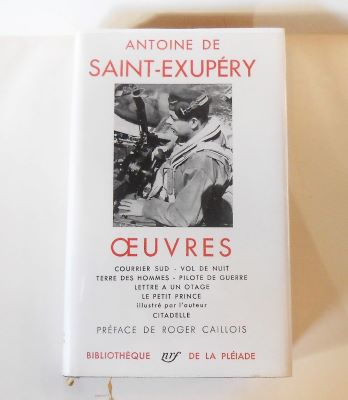 ANTOINE DE
SAINT-EXUPÉRY
ŒUVRES
COURRIER SUD - VOL DE NUIT
TERRE DES HOMMES - PILOTE DE GUERRE
LETTRE A UN OTAGE
LE PETIT PRINCE
illustré par l'auteur
CITADELLE
PRÉFACE DE ROGER CAILLOIS
BIBLIOTHÈQUE nrf DE LA PLÉIADE